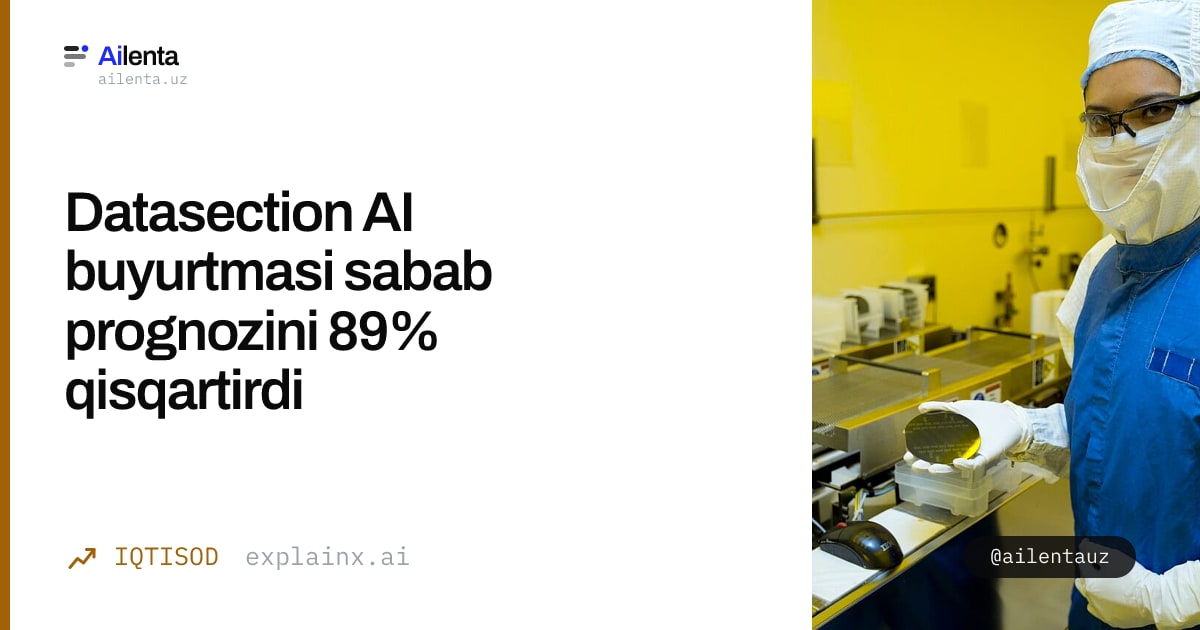 Ailenta
ailenta.uz
Datasection AI
buyurtmasi sabab
prognozini 89%
qisqartirdi
IQTISOD explainx.ai
@ailentauz